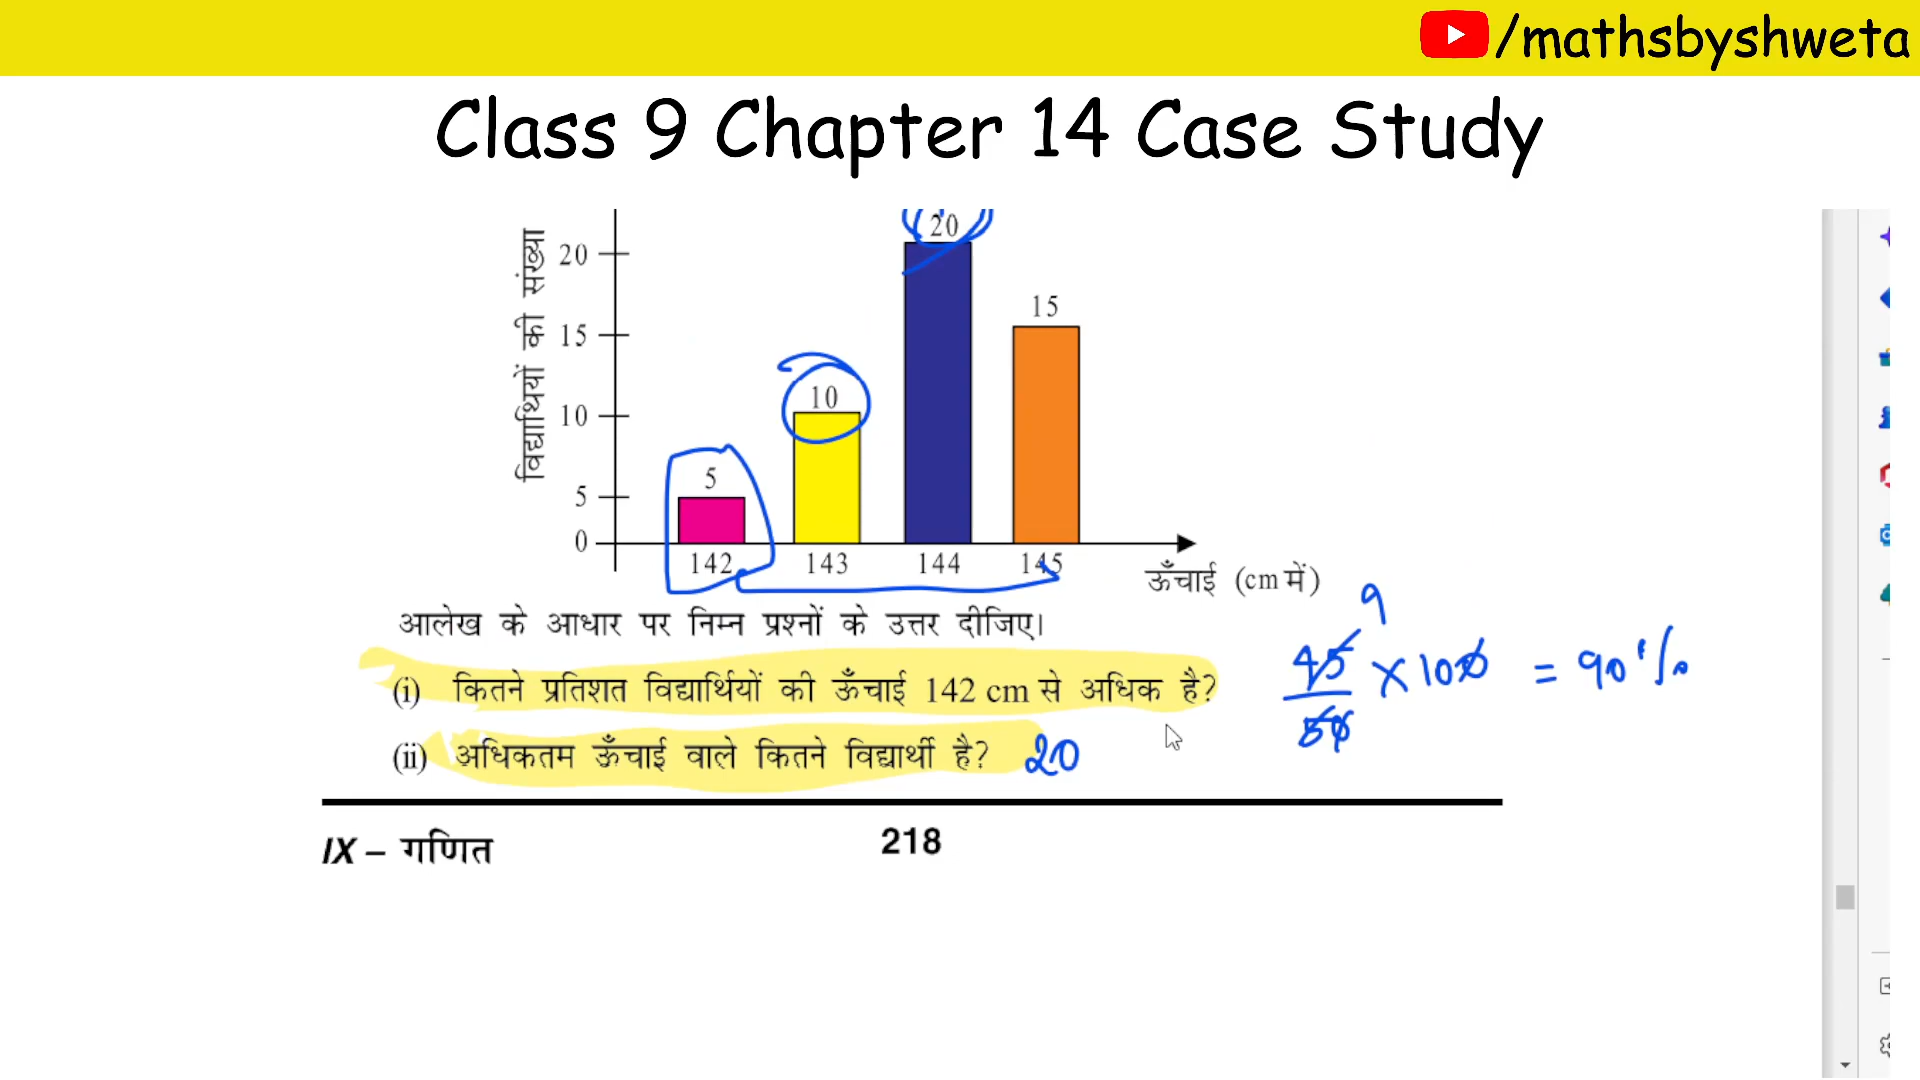 /mathsbyshweta
Class 9 Chapter 14 Case Study
विद्यार्थियों की संख्या
20
15
10
5
0
5
10
20
15
142 143 144 145
ऊँचाई (cm में)
आलेख के आधार पर निम्न प्रश्नों के उत्तर दीजिए।
(i) कितने प्रतिशत विद्यार्थियों की ऊँचाई 142 cm से अधिक है?
9
45/50 × 100 = 90%
(ii) अधिकतम ऊँचाई वाले कितने विद्यार्थी है? 20
IX – गणित 218